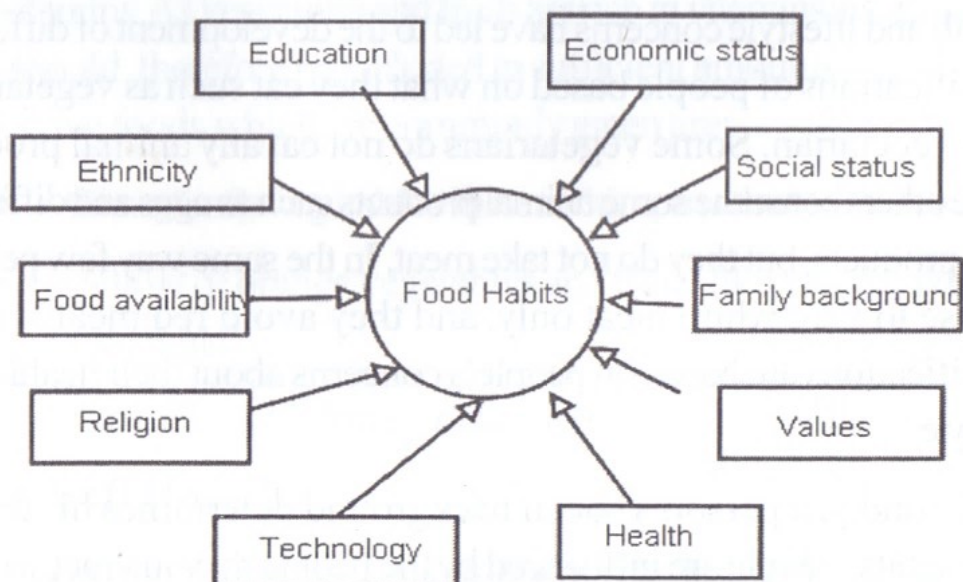 Education
Economic status
Ethnicity
Social status
Food availability
Food Habits
Family background
Religion
Values
Technology
Health